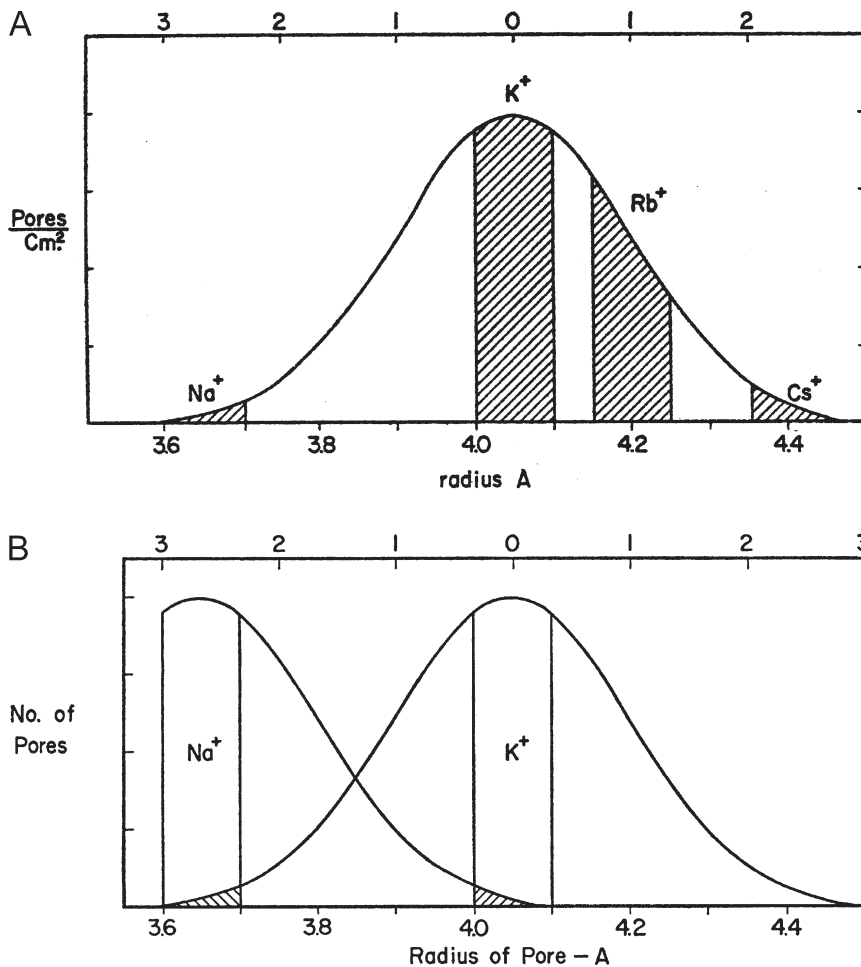 A
3 2 1 0 1 2
K+
Rb+
Pores
Cm².
Na+
Cs+
3.6 3.8 4.0 4.2 4.4
radius A
B
3 2 1 0 1 2 3
No. of
Pores
Na+
K+
3.6 3.8 4.0 4.2 4.4
Radius of Pore – A